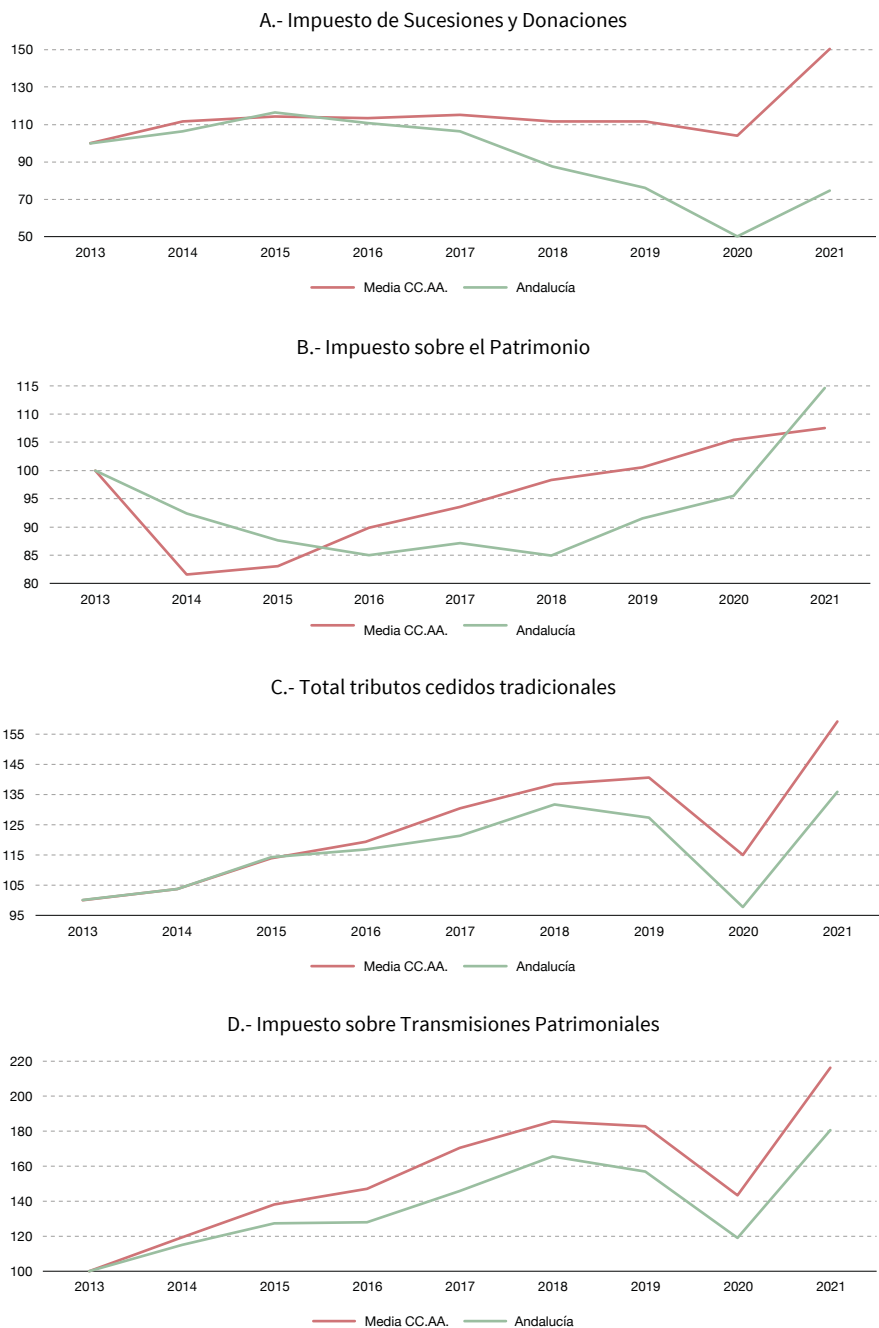 A.- Impuesto de Sucesiones y Donaciones
150
130
110
90
70
50
2013 2014 2015 2016 2017 2018 2019 2020 2021
Media CC.AA. Andalucía
B.- Impuesto sobre el Patrimonio
115
110
105
100
95
90
85
80
2013 2014 2015 2016 2017 2018 2019 2020 2021
Media CC.AA. Andalucía
C.- Total tributos cedidos tradicionales
155
145
135
125
115
105
95
2013 2014 2015 2016 2017 2018 2019 2020 2021
Media CC.AA. Andalucía
D.- Impuesto sobre Transmisiones Patrimoniales
220
200
180
160
140
120
100
2013 2014 2015 2016 2017 2018 2019 2020 2021
Media CC.AA. Andalucía